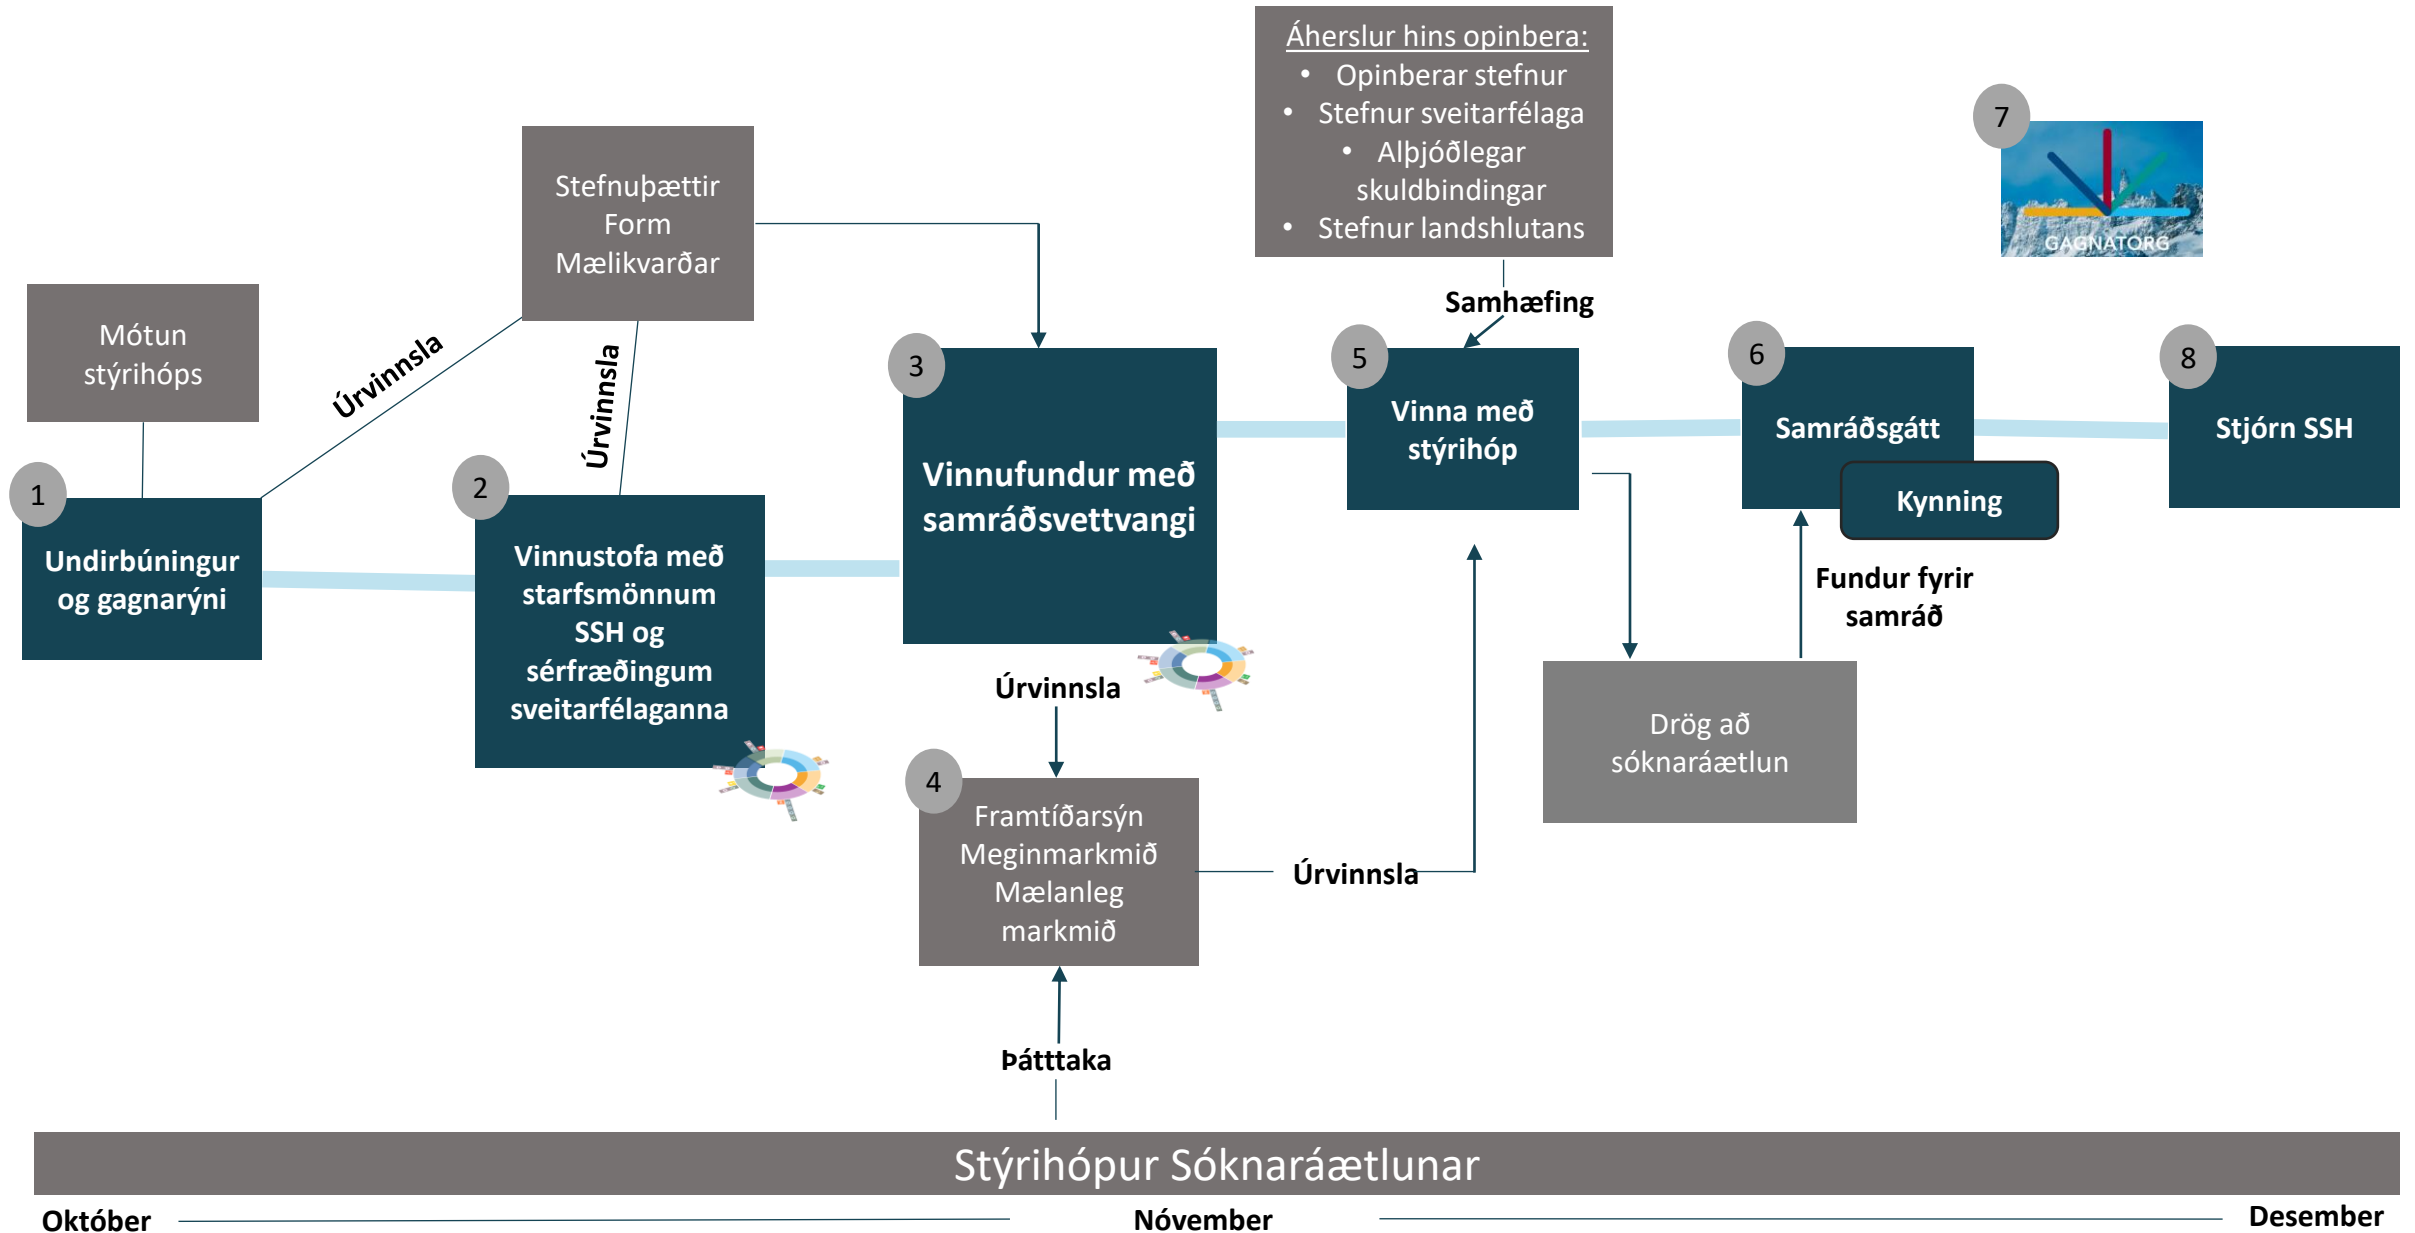 Áherslur hins opinbera:
• Opinberar stefnur
• Stefnur sveitarfélaga
• Alþjóðlegar
skuldbindingar
• Stefnur landshlutans
7
GAGNATORG
Stefnuþættir
Form
Mælikvarðar
Samhæfing
Mótun
stýrihóps
Úrvinnsla
Úrvinnsla
1
Undirbúningur
og gagnarýni
2
Vinnustofa með
starfsmönnum
SSH og
sérfræðingum
sveitarfélaganna
3
Vinnufundur með
samráðsvettvangi
5
Vinna með
stýrihóp
6
Samráðsgátt
Kynning
8
Stjórn SSH
Fundur fyrir
samráð
Úrvinnsla
Drög að
sóknaráætlun
4
Framtíðarsýn
Meginmarkmið
Mælanleg
markmið
Úrvinnsla
Þátttaka
Stýrihópur Sóknaráætlunar
Október
Nóvember
Desember